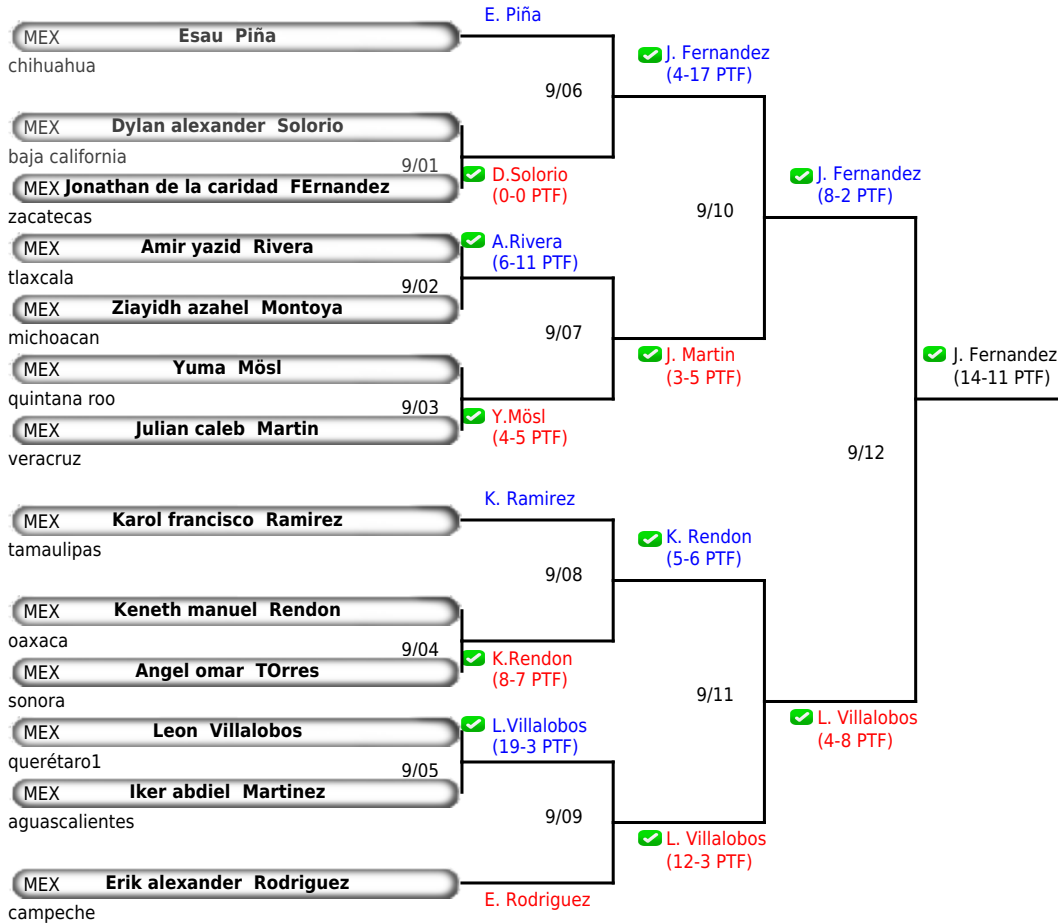 E. Piña
MEX Esau Piña
chihuahua
J. Fernandez
(4-17 PTF)
9/06
MEX Dylan alexander Solorio
baja california
9/01
D.Solorio
(0-0 PTF)
MEX Jonathan de la caridad FErnandez
zacatecas
J. Fernandez
(8-2 PTF)
9/10
MEX Amir yazid Rivera
tlaxcala
A.Rivera
(6-11 PTF)
9/02
MEX Ziayidh azahel Montoya
michoacan
9/07
J. Martin
(3-5 PTF)
MEX Yuma Mösl
quintana roo
9/03
Y.Mösl
(4-5 PTF)
MEX Julian caleb Martin
veracruz
J. Fernandez
(14-11 PTF)
9/12
K. Ramirez
MEX Karol francisco Ramirez
tamaulipas
K. Rendon
(5-6 PTF)
9/08
MEX Keneth manuel Rendon
oaxaca
9/04
K.Rendon
(8-7 PTF)
MEX Angel omar TOrres
sonora
9/11
L. Villalobos
(4-8 PTF)
MEX Leon Villalobos
querétaro1
L.Villalobos
(19-3 PTF)
9/05
MEX Iker abdiel Martinez
aguascalientes
9/09
L. Villalobos
(12-3 PTF)
MEX Erik alexander Rodriguez
campeche
E. Rodriguez